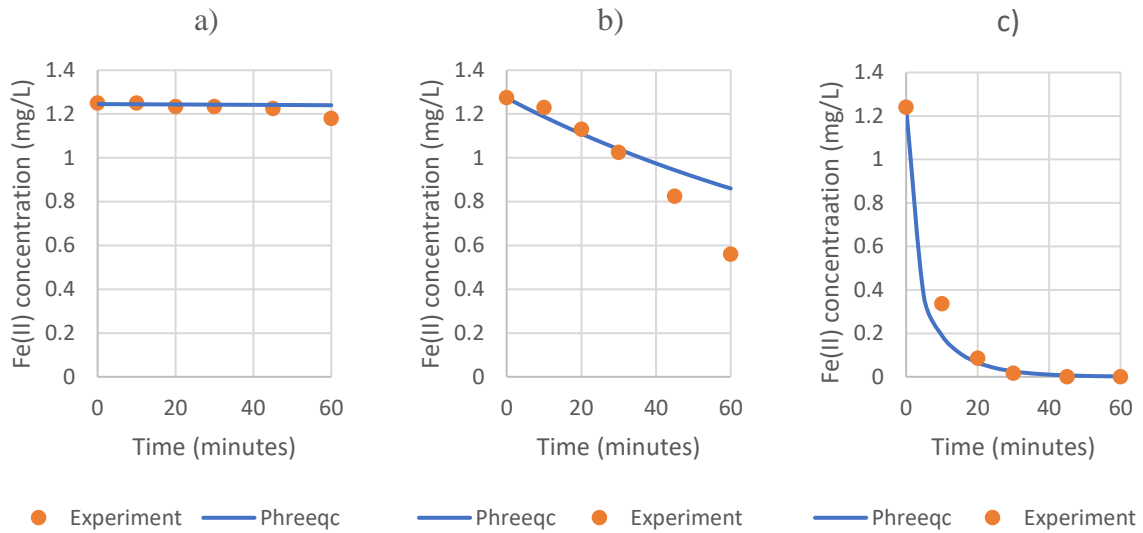 a)
b)
c)
Fe(II) concentration (mg/L)
1.4
1.2
1
0.8
0.6
0.4
0.2
0
0 20 40 60
Time (minutes)
Experiment Phreeqc
Fe(II) concentration (mg/L)
1.4
1.2
1
0.8
0.6
0.4
0.2
0
0 20 40 60
Time (minutes)
Phreeqc Experiment
Fe(II) concentraation (mg/L)
1.4
1.2
1
0.8
0.6
0.4
0.2
0
0 20 40 60
Time (minutes)
Phreeqc Experiment